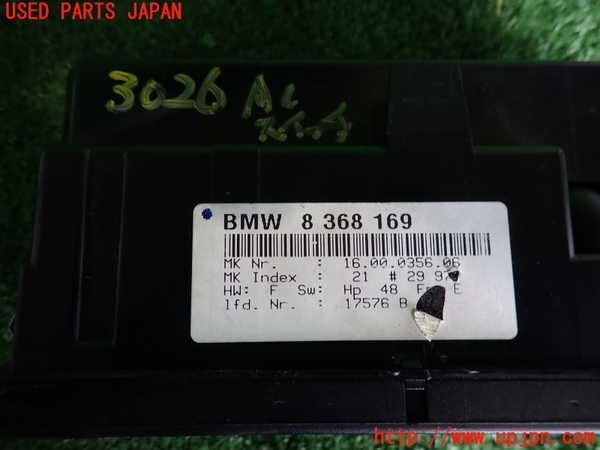 USED PARTS JAPAN
3026 AC
BMW 8 368 169
MK Nr. : 16.00.0356.06
MK Index : 21 # 29 97
HW: F Sw: Hp 48 E
lfd. Nr. : 17576 B
http://www.upjpn.com